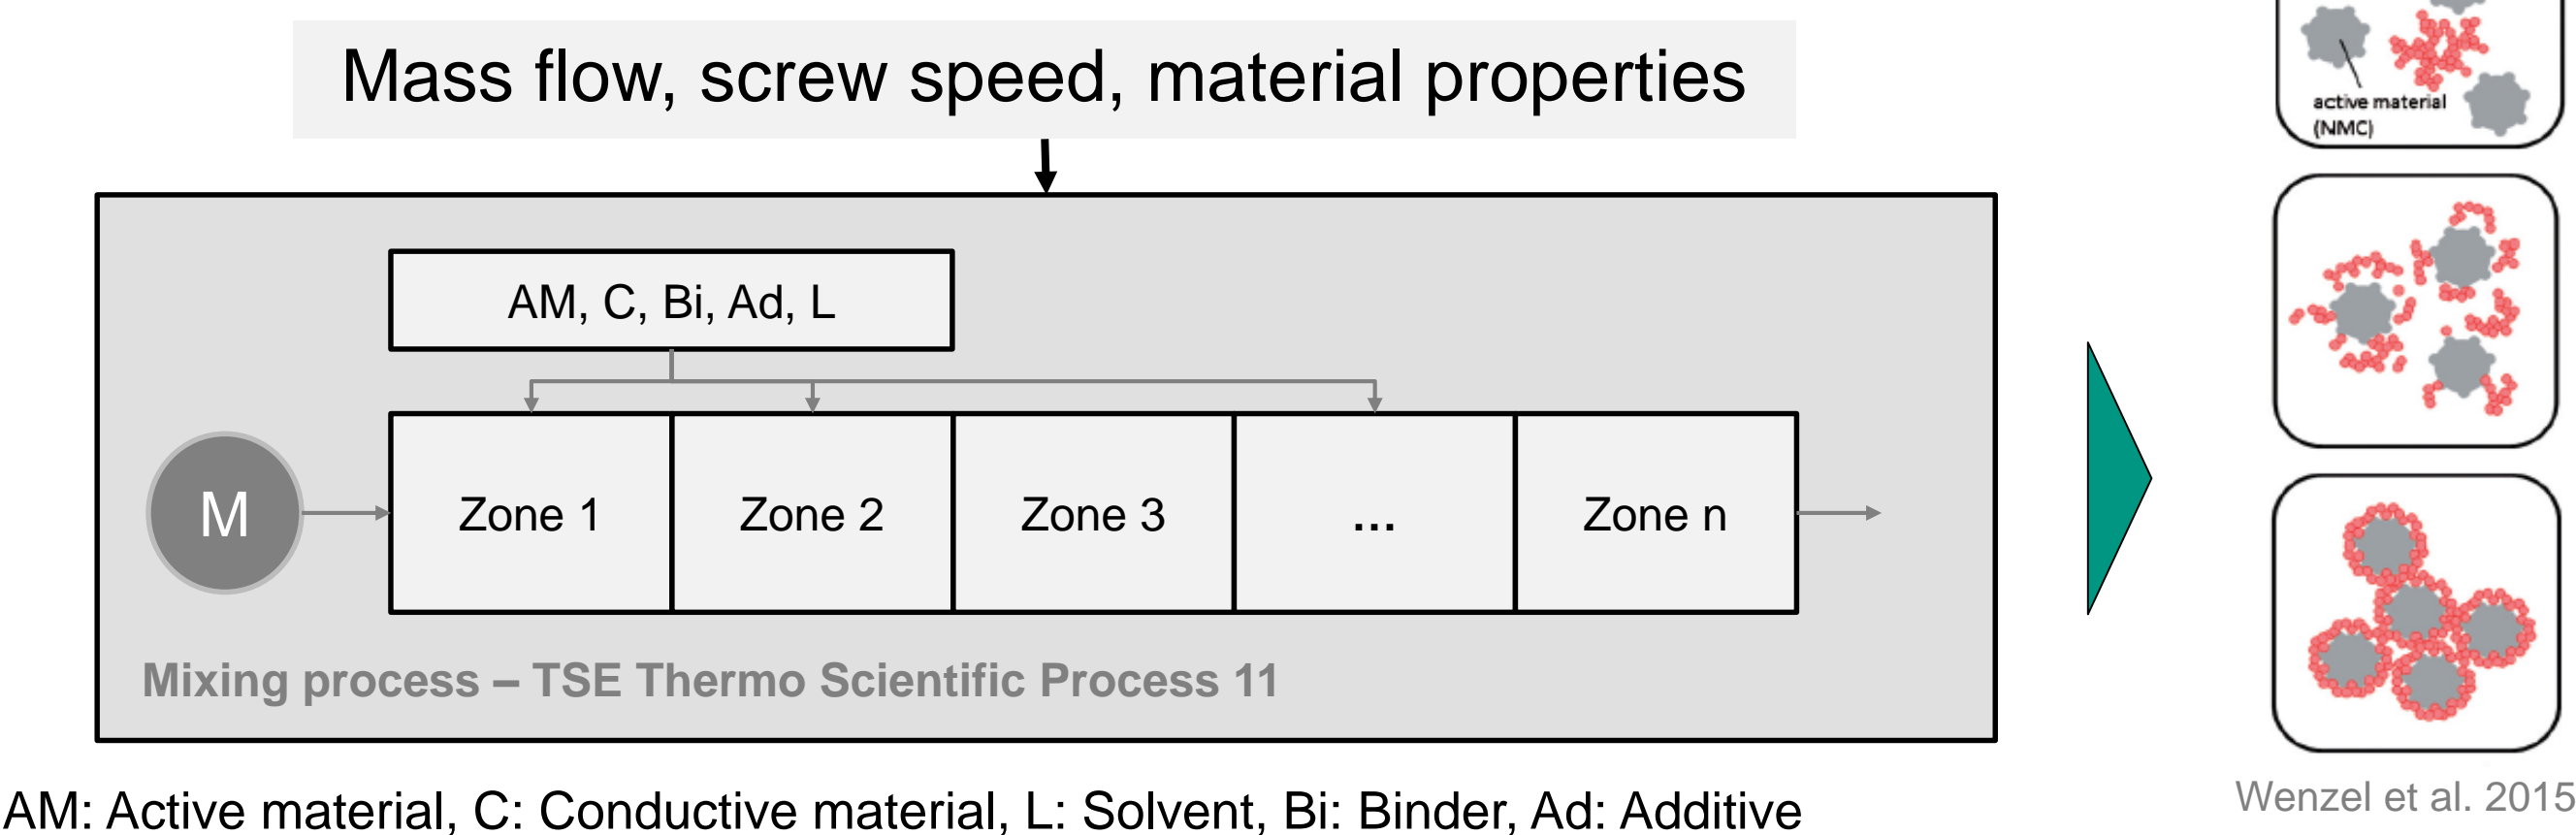 Mass flow, screw speed, material properties
active material
(NMC)
AM, C, Bi, Ad, L
M
Zone 1
Zone 2
Zone 3
...
Zone n
Mixing process – TSE Thermo Scientific Process 11
AM: Active material, C: Conductive material, L: Solvent, Bi: Binder, Ad: Additive
Wenzel et al. 2015